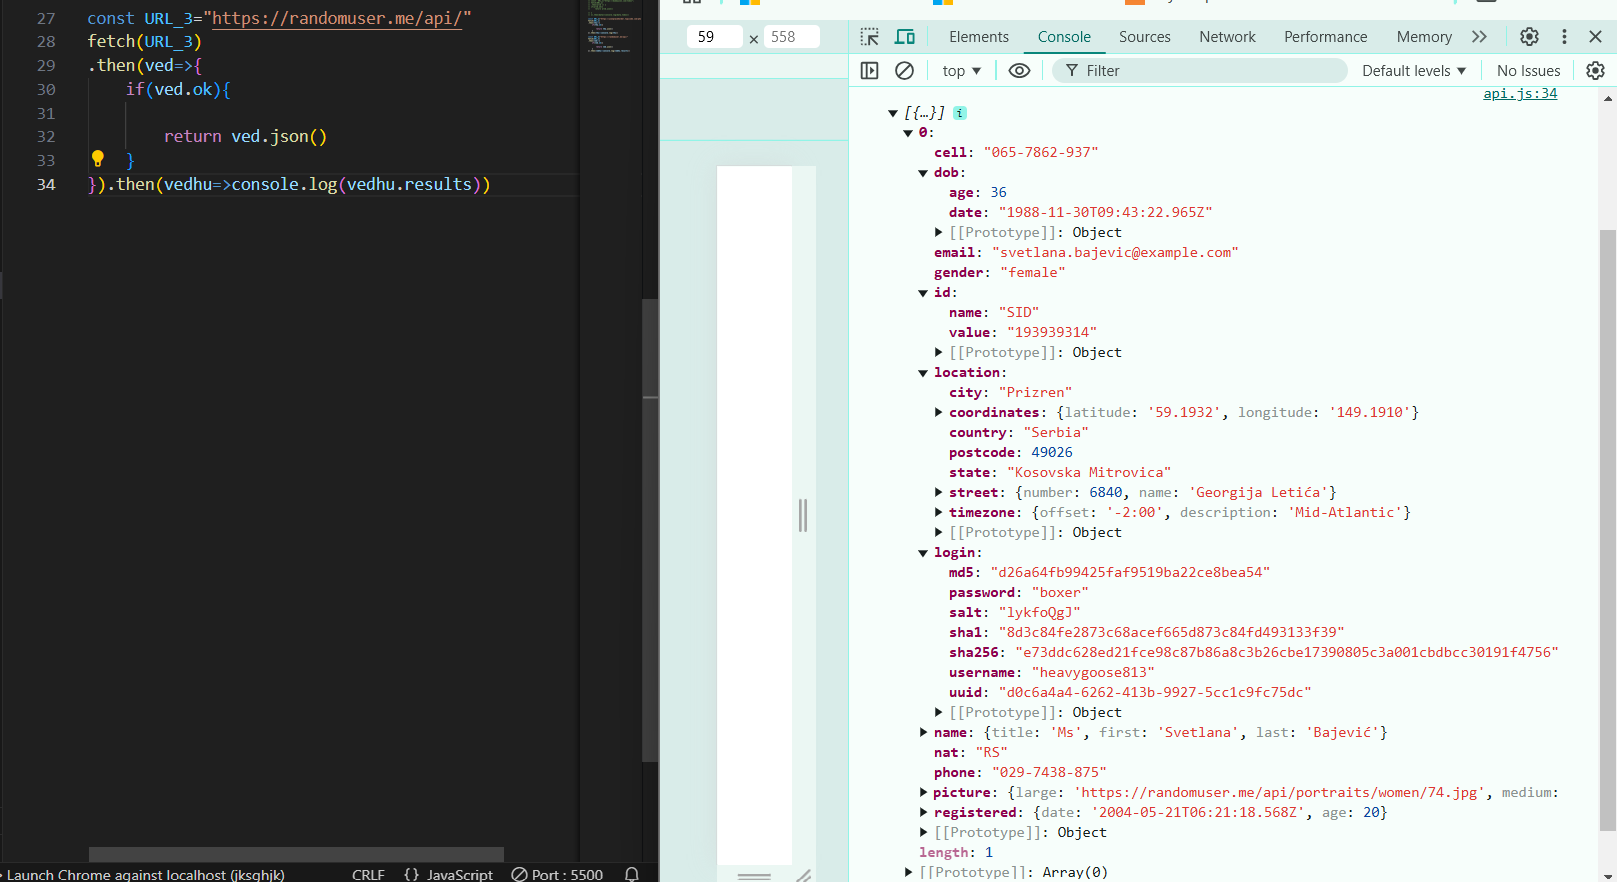 27 const URL_3="https://randomuser.me/api/"
28 fetch(URL_3)
29 .then(ved=>{
30 if(ved.ok){
31
32 return ved.json()
33 }
34 }).then(vedhu=>console.log(vedhu.results))
Launch Chrome against localhost (jksghjk) CRLF {} JavaScript Port : 5500
59 × 558
Elements Console Sources Network Performance Memory
top Filter Default levels No Issues
api.js:34
[{…}] i
0:
cell: "065-7862-937"
dob:
age: 36
date: "1988-11-30T09:43:22.965Z"
[[Prototype]]: Object
email: "svetlana.bajevic@example.com"
gender: "female"
id:
name: "SID"
value: "193939314"
[[Prototype]]: Object
location:
city: "Prizren"
coordinates: {latitude: '59.1932', longitude: '149.1910'}
country: "Serbia"
postcode: 49026
state: "Kosovska Mitrovica"
street: {number: 6840, name: 'Georgija Letića'}
timezone: {offset: '-2:00', description: 'Mid-Atlantic'}
[[Prototype]]: Object
login:
md5: "d26a64fb99425faf9519ba22ce8bea54"
password: "boxer"
salt: "lykfoQgJ"
sha1: "8d3c84fe2873c68acef665d873c84fd493133f39"
sha256: "e73ddc628ed21fce98c87b86a8c3b26cbe17390805c3a001cbdbcc30191f4756"
username: "heavygoose813"
uuid: "d0c6a4a4-6262-413b-9927-5cc1c9fc75dc"
[[Prototype]]: Object
name: {title: 'Ms', first: 'Svetlana', last: 'Bajević'}
nat: "RS"
phone: "029-7438-875"
picture: {large: 'https://randomuser.me/api/portraits/women/74.jpg', medium:
registered: {date: '2004-05-21T06:21:18.568Z', age: 20}
[[Prototype]]: Object
length: 1
[[Prototype]]: Array(0)